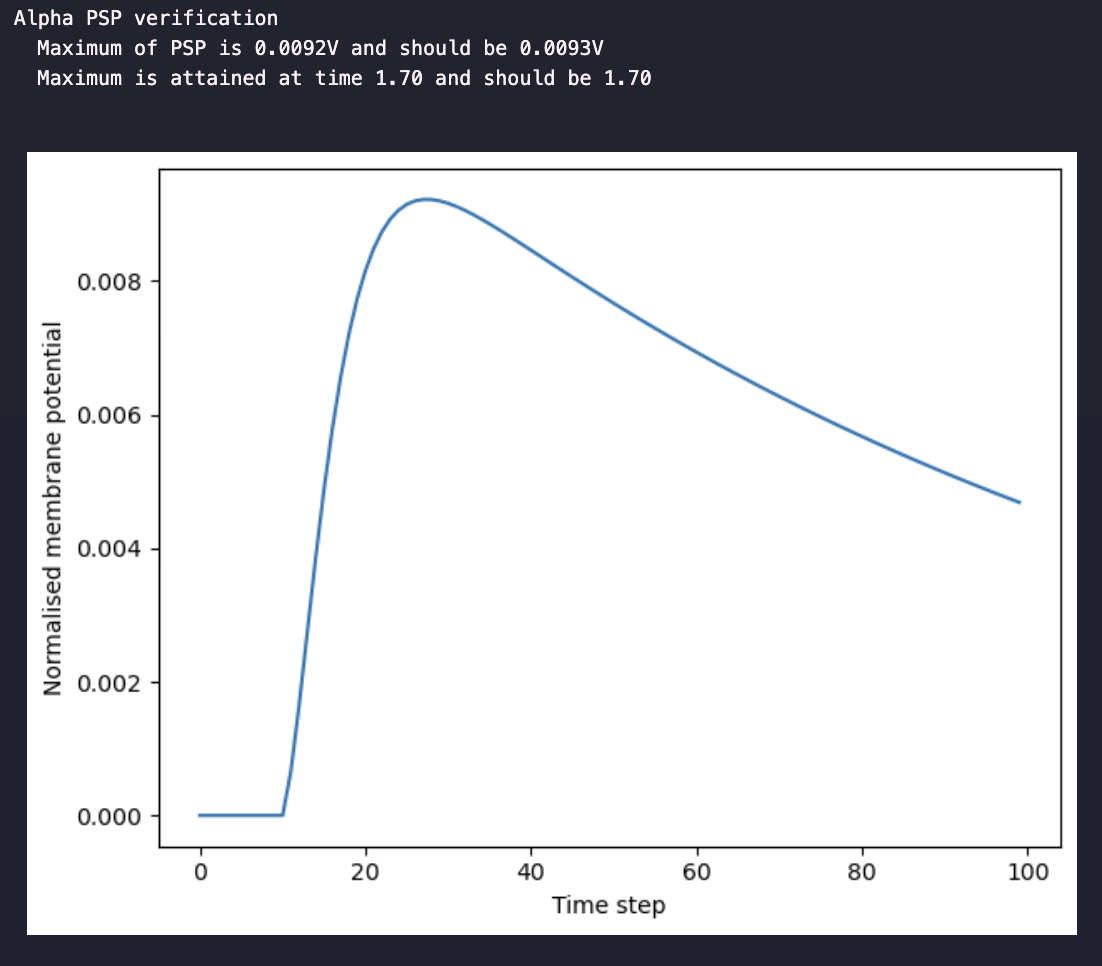 Alpha PSP verification
Maximum of PSP is 0.0092V and should be 0.0093V
Maximum is attained at time 1.70 and should be 1.70
Normalised membrane potential
0.008
0.006
0.004
0.002
0.000
0 20 40 60 80 100
Time step